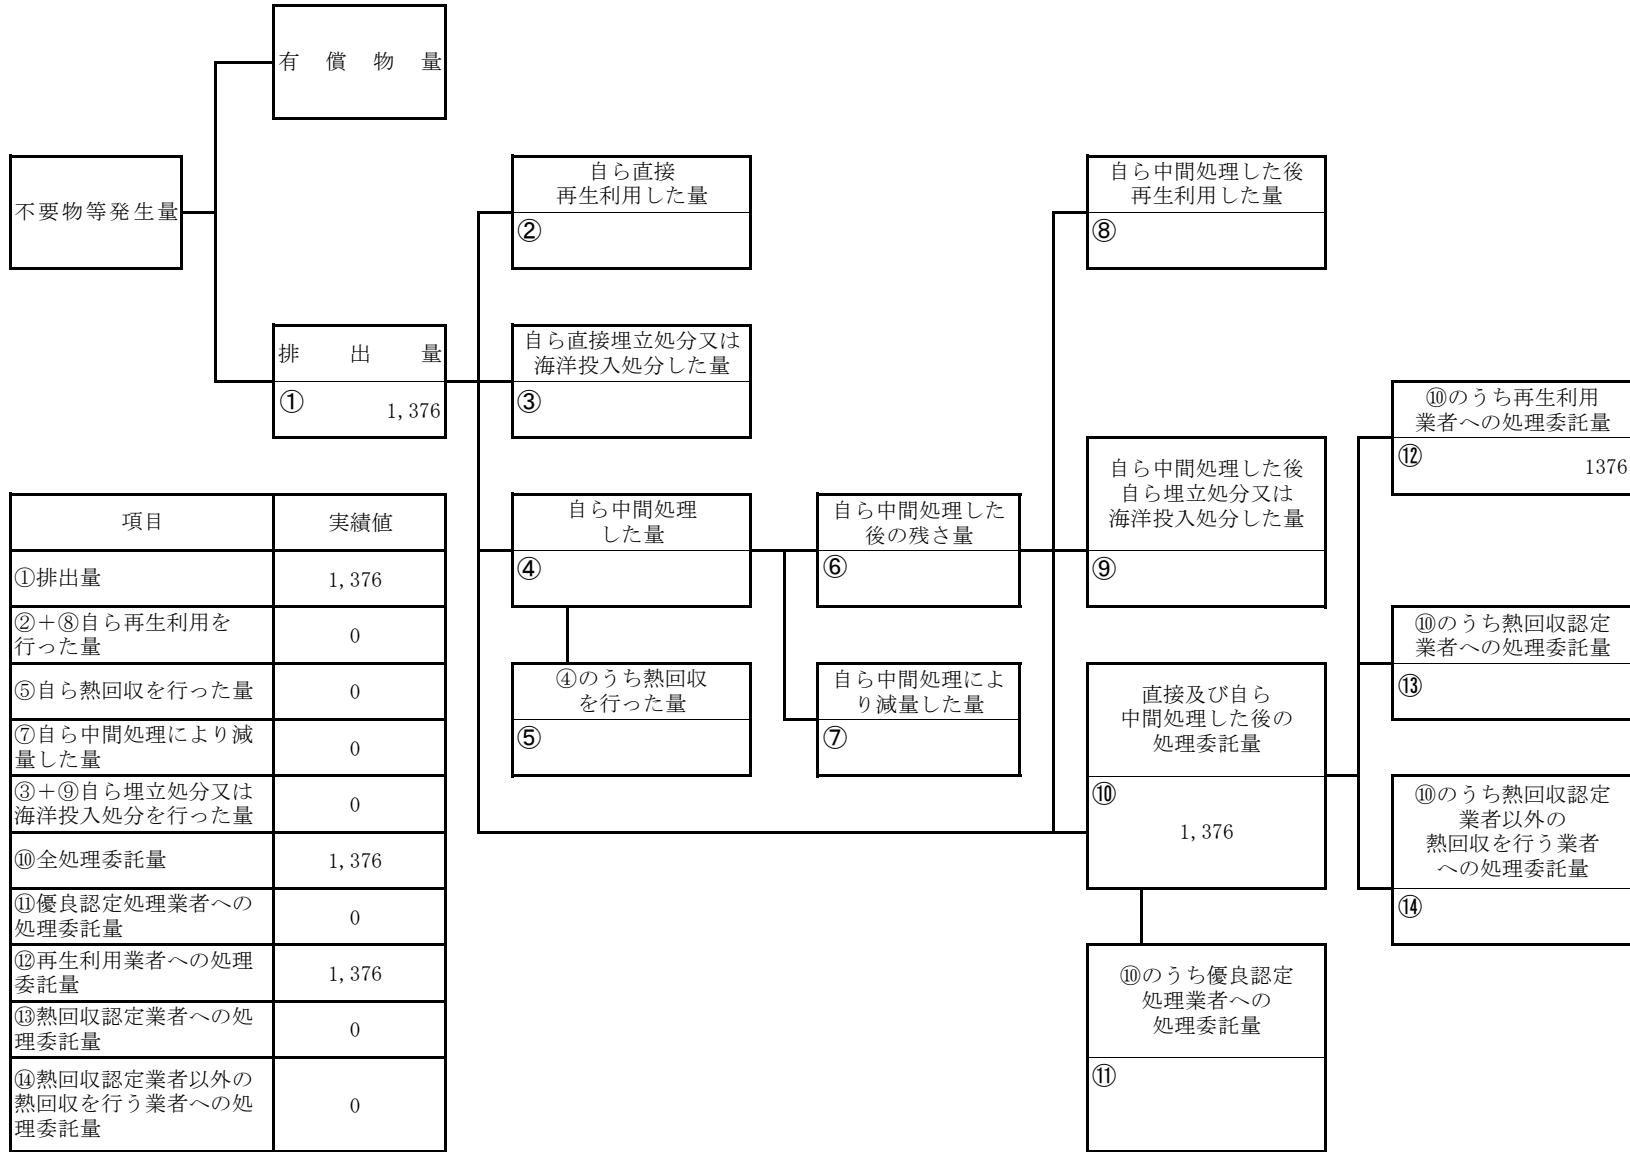 有償物量
不要物等発生量
排出量
① 1,376
自ら直接
再生利用した量
②
自ら直接埋立処分又は
海洋投入処分した量
③
自ら中間処理
した量
④
④のうち熱回収
を行った量
⑤
自ら中間処理した
後の残さ量
⑥
自ら中間処理によ
り減量した量
⑦
自ら中間処理した後
再生利用した量
⑧
自ら中間処理した後
自ら埋立処分又は
海洋投入処分した量
⑨
直接及び自ら
中間処理した後の
処理委託量
⑩
1,376
⑩のうち優良認定
処理業者への
処理委託量
⑪
⑩のうち再生利用
業者への処理委託量
⑫ 1376
⑩のうち熱回収認定
業者への処理委託量
⑬
⑩のうち熱回収認定
業者以外の
熱回収を行う業者
への処理委託量
⑭
項目 実績値
①排出量 1,376
②＋⑧自ら再生利用を
行った量 0
⑤自ら熱回収を行った量 0
⑦自ら中間処理により減
量した量 0
③＋⑨自ら埋立処分又は
海洋投入処分を行った量 0
⑩全処理委託量 1,376
⑪優良認定処理業者への
処理委託量 0
⑫再生利用業者への処理
委託量 1,376
⑬熱回収認定業者への処
理委託量 0
⑭熱回収認定業者以外の
熱回収を行う業者への処
理委託量 0